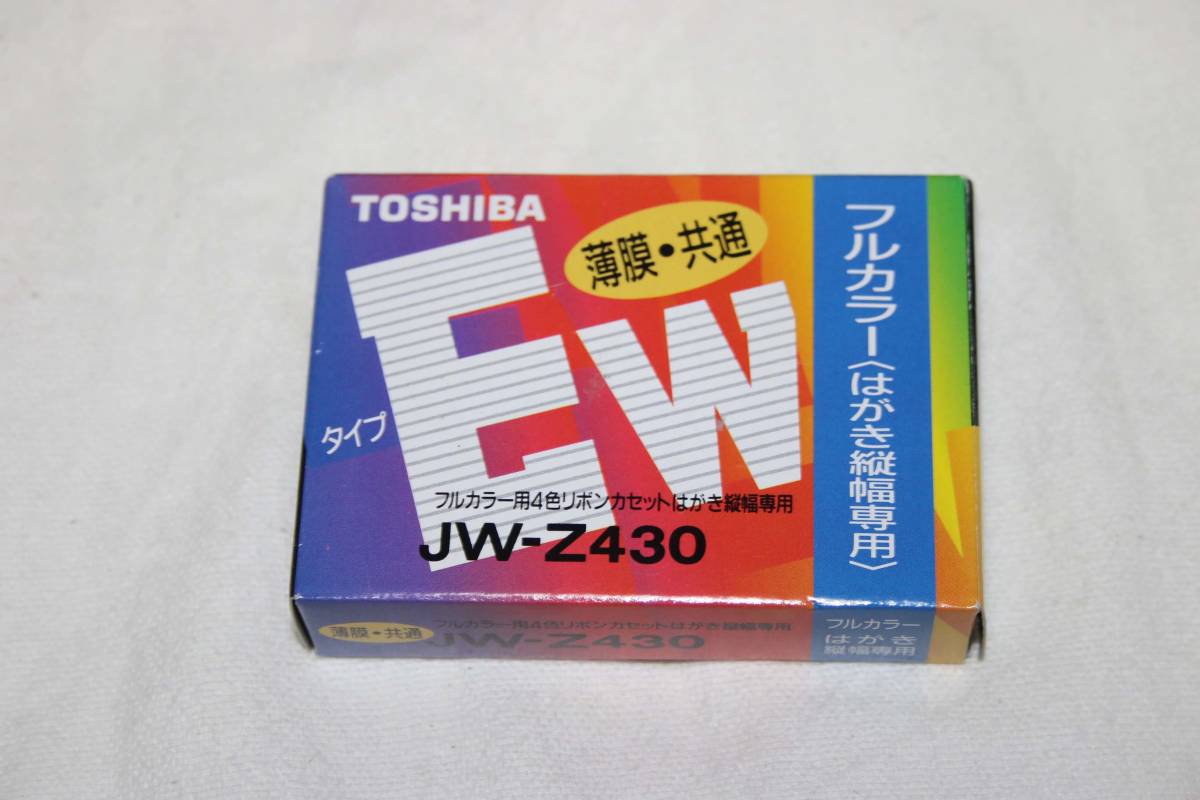 TOSHIBA
薄膜・共通
タイプ
EW
フルカラー用4色リボンカセットはがき縦幅専用
JW-Z430
フルカラー〈はがき縦幅専用〉
薄膜・共通
フルカラー用4色リボンカセットはがき縦幅専用
JW-Z430
フルカラー
はがき
縦幅専用